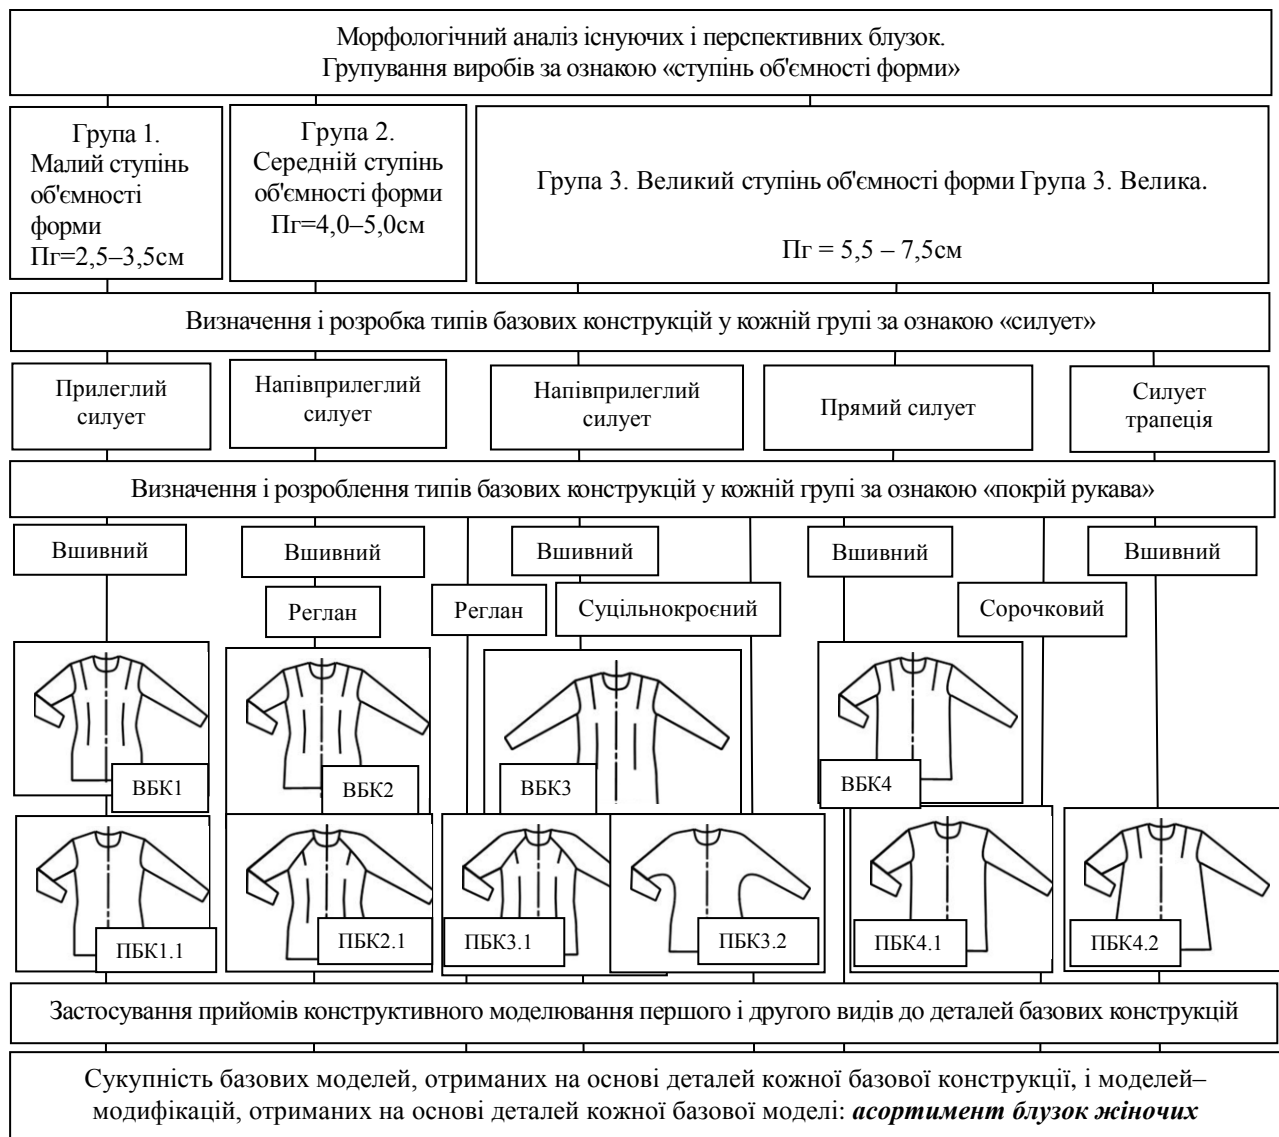 Морфологічний аналіз існуючих і перспективних блузок.
Групування виробів за ознакою «ступінь об'ємності форми»
Група 1.
Малий ступінь
об'ємності
форми
Пг=2,5–3,5см
Група 2.
Середній ступінь
об'ємності форми
Пг=4,0–5,0см
Група 3. Великий ступінь об'ємності форми Група 3. Велика.
Пг = 5,5 – 7,5см
Визначення і розробка типів базових конструкцій у кожній групі за ознакою «силует»
Прилеглий
силует
Напівприлеглий
силует
Напівприлеглий
силует
Прямий силует
Силует
трапеція
Визначення і розроблення типів базових конструкцій у кожній групі за ознакою «покрій рукава»
Вшивний
Вшивний
Вшивний
Вшивний
Вшивний
Реглан
Реглан
Суцільнокроєний
Сорочковий
ВБК1
ВБК2
ВБК3
ВБК4
ПБК1.1
ПБК2.1
ПБК3.1
ПБК3.2
ПБК4.1
ПБК4.2
Застосування прийомів конструктивного моделювання першого і другого видів до деталей базових конструкцій
Сукупність базових моделей, отриманих на основі деталей кожної базової конструкції, і моделей–
модифікацій, отриманих на основі деталей кожної базової моделі: асортимент блузок жіночих